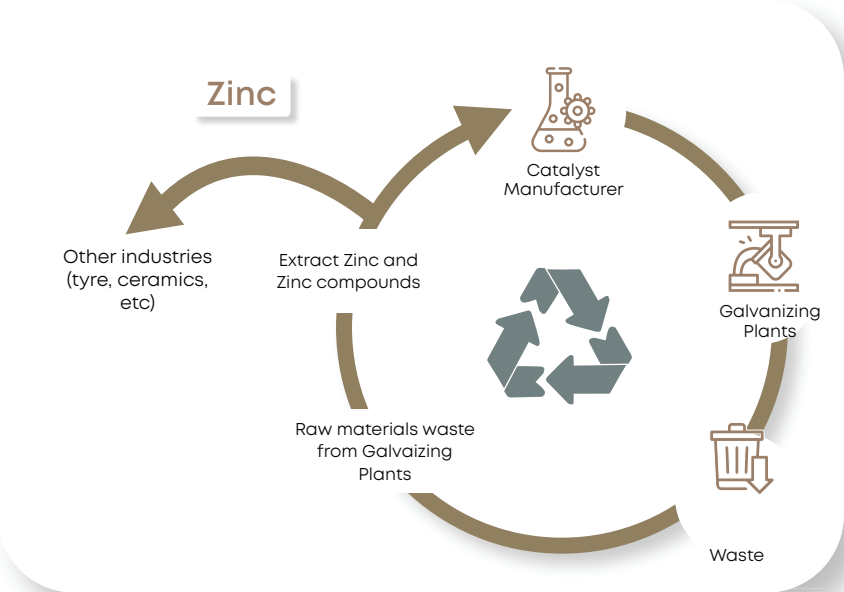 Zinc
Catalyst
Manufacturer
Other industries
(tyre, ceramics,
etc)
Extract Zinc and
Zinc compounds
Galvanizing
Plants
Raw materials waste
from Galvaizing
Plants
Waste